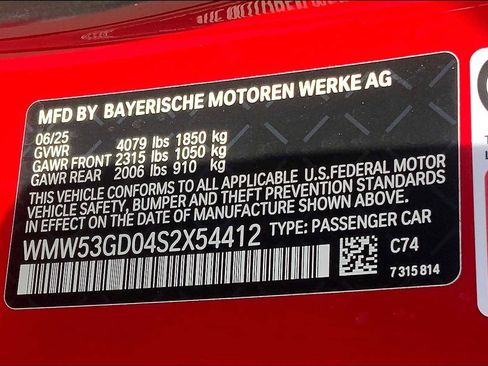 MFD BY BAYERISCHE MOTOREN WERKE AG
06/25
GVWR 4079 lbs 1850 kg
GAWR FRONT 2315 lbs 1050 kg
GAWR REAR 2006 lbs 910 kg
THIS VEHICLE CONFORMS TO ALL APPLICABLE U.S.FEDERAL MOTOR
VEHICLE SAFETY, BUMPER AND THEFT PREVENTION STANDARDS
IN EFFECT ON THE DATE OF MANUFACTURE SHOWN ABOVE.
WMW53GD04S2X54412 TYPE: PASSENGER CAR
C74
7 315 814